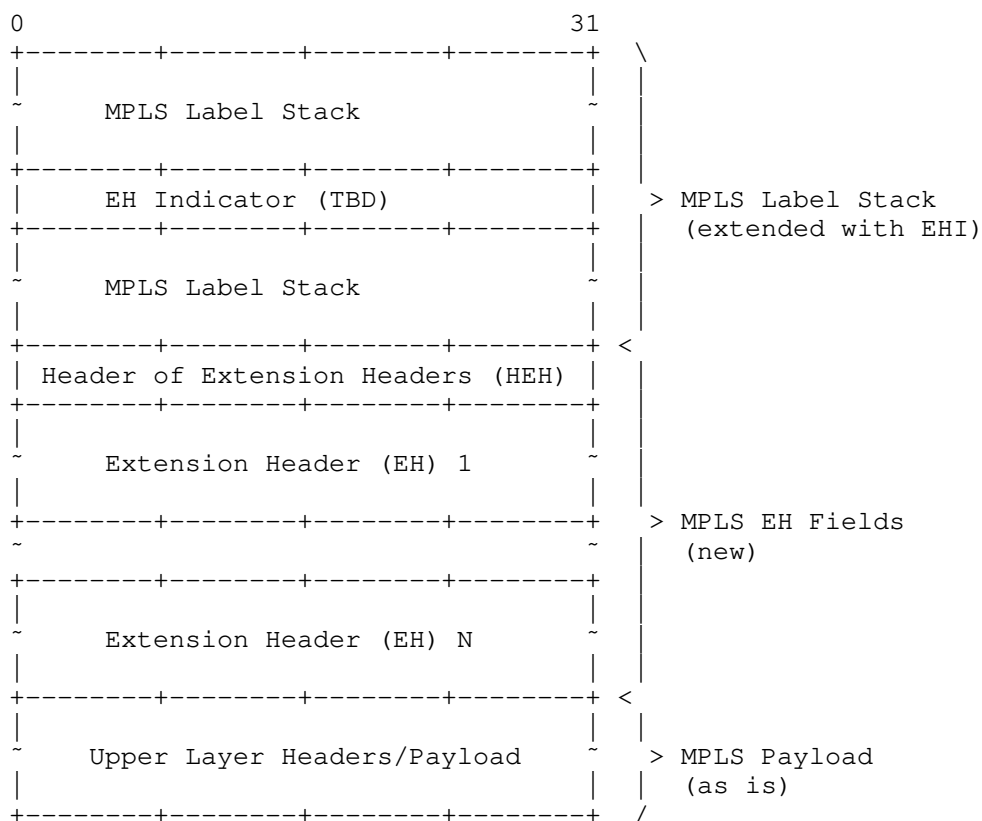 0                                  31
+--------+--------+--------+--------+  \
|                                   |  |
~     MPLS Label Stack              ~  |
|                                   |  |
+--------+--------+--------+--------+  |
|     EH Indicator (TBD)            |  > MPLS Label Stack
+--------+--------+--------+--------+  |  (extended with EHI)
|                                   |  |
~     MPLS Label Stack              ~  |
|                                   |  |
+--------+--------+--------+--------+ <
| Header of Extension Headers (HEH) |  |
+--------+--------+--------+--------+  |
|                                   |  |
~     Extension Header (EH) 1       ~  |
|                                   |  |
+--------+--------+--------+--------+  > MPLS EH Fields
~                                   ~  |  (new)
+--------+--------+--------+--------+  |
|                                   |  |
~     Extension Header (EH) N       ~  |
|                                   |  |
+--------+--------+--------+--------+ <
|                                   |  |
~    Upper Layer Headers/Payload    ~  > MPLS Payload
|                                   |  |  (as is)
+--------+--------+--------+--------+  /